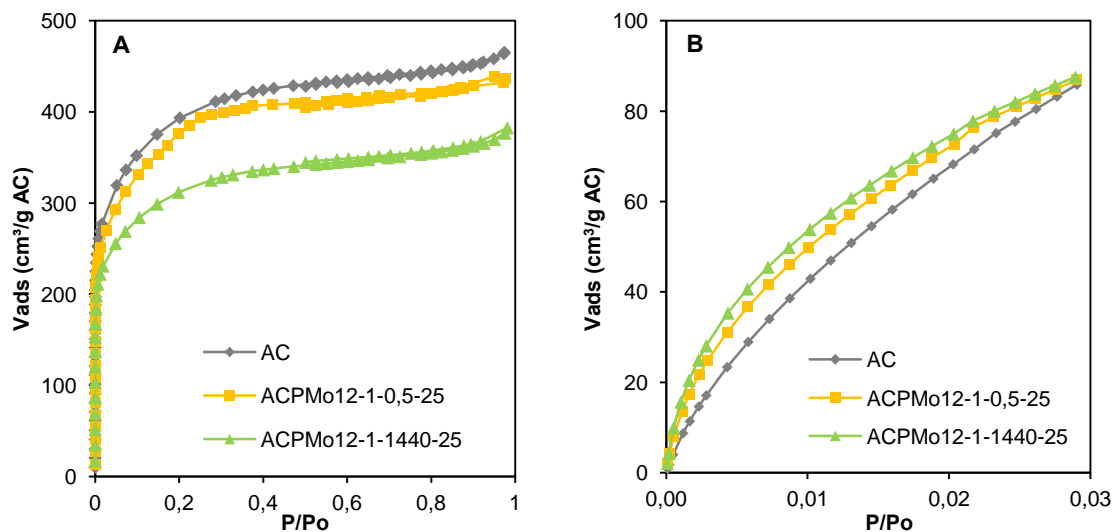 A
Vads (cm³/g AC)
500
400
300
200
100
0
0
0,2
0,4
0,6
0,8
1
P/Po
AC
ACPMo12-1-0,5-25
ACPMo12-1-1440-25
B
Vads (cm³/g AC)
100
80
60
40
20
0
0,00
0,01
0,02
0,03
P/Po
AC
ACPMo12-1-0,5-25
ACPMo12-1-1440-25